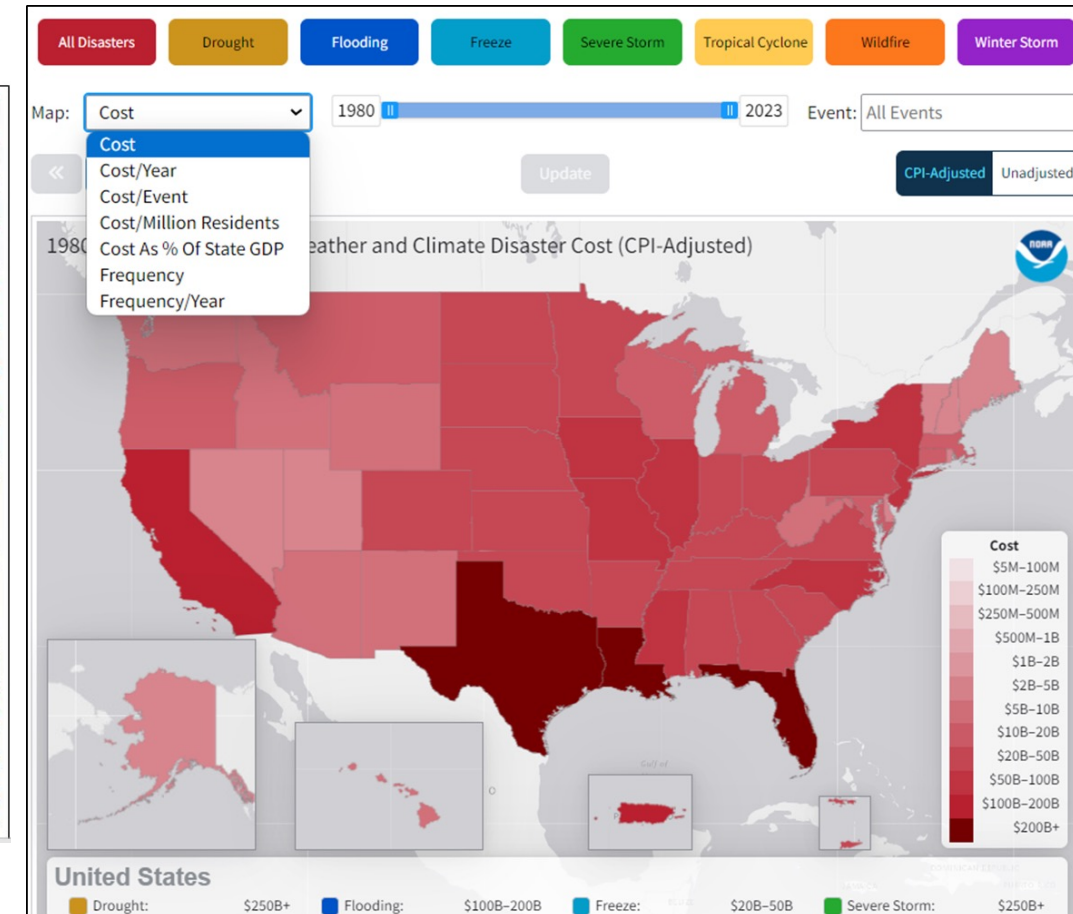 All Disasters Drought Flooding Freeze Severe Storm Tropical Cyclone Wildfire Winter Storm
Map: Cost 1980 2023 Event: All Events
Cost
Cost/Year
Cost/Event
Cost/Million Residents
Cost As % Of State GDP
Frequency
Frequency/Year
« Update CPI-Adjusted Unadjusted
1980 eather and Climate Disaster Cost (CPI-Adjusted)
NOAA
Cost
$5M–100M
$100M–250M
$250M–500M
$500M–1B
$1B–2B
$2B–5B
$5B–10B
$10B–20B
$20B–50B
$50B–100B
$100B–200B
$200B+
Gulf of
United States
Drought: $250B+ Flooding: $100B–200B Freeze: $20B–50B Severe Storm: $250B+